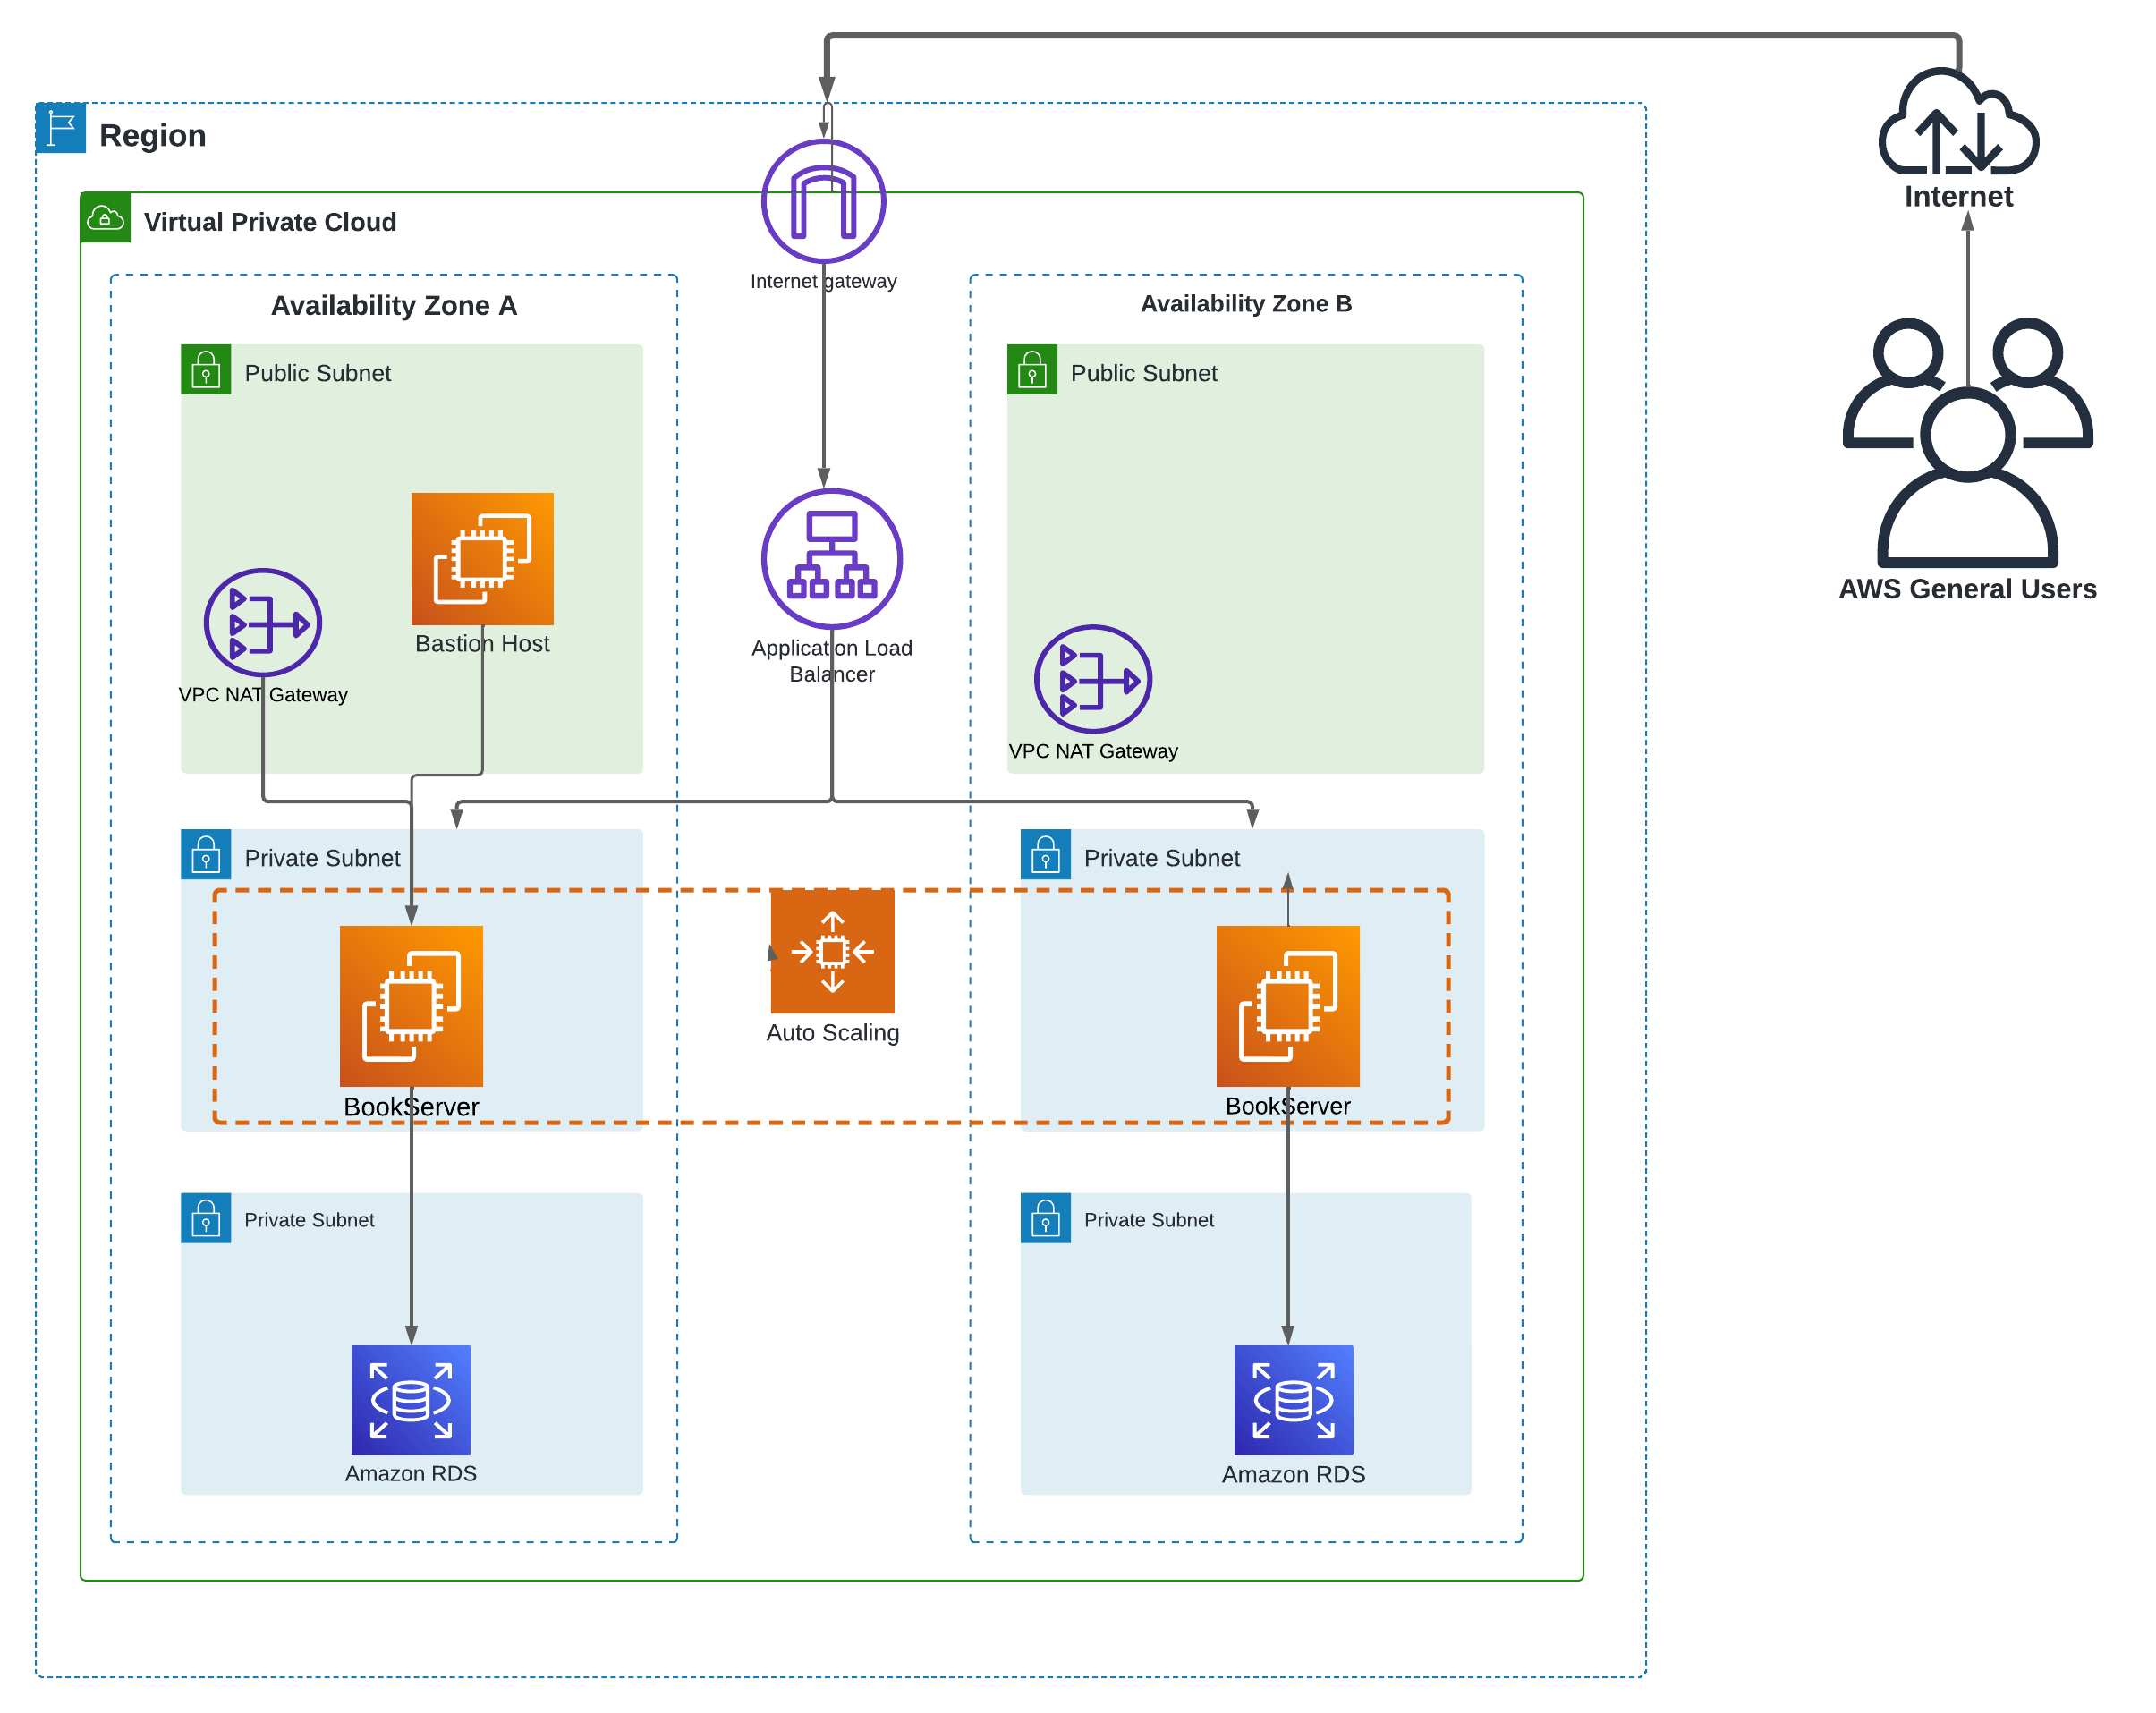 Region
Internet
Virtual Private Cloud
Internet gateway
Availability Zone A
Availability Zone B
Public Subnet
Public Subnet
AWS General Users
Bastion Host
Application Load
Balancer
VPC NAT Gateway
VPC NAT Gateway
Private Subnet
Private Subnet
Auto Scaling
BookServer
BookServer
Private Subnet
Private Subnet
Amazon RDS
Amazon RDS